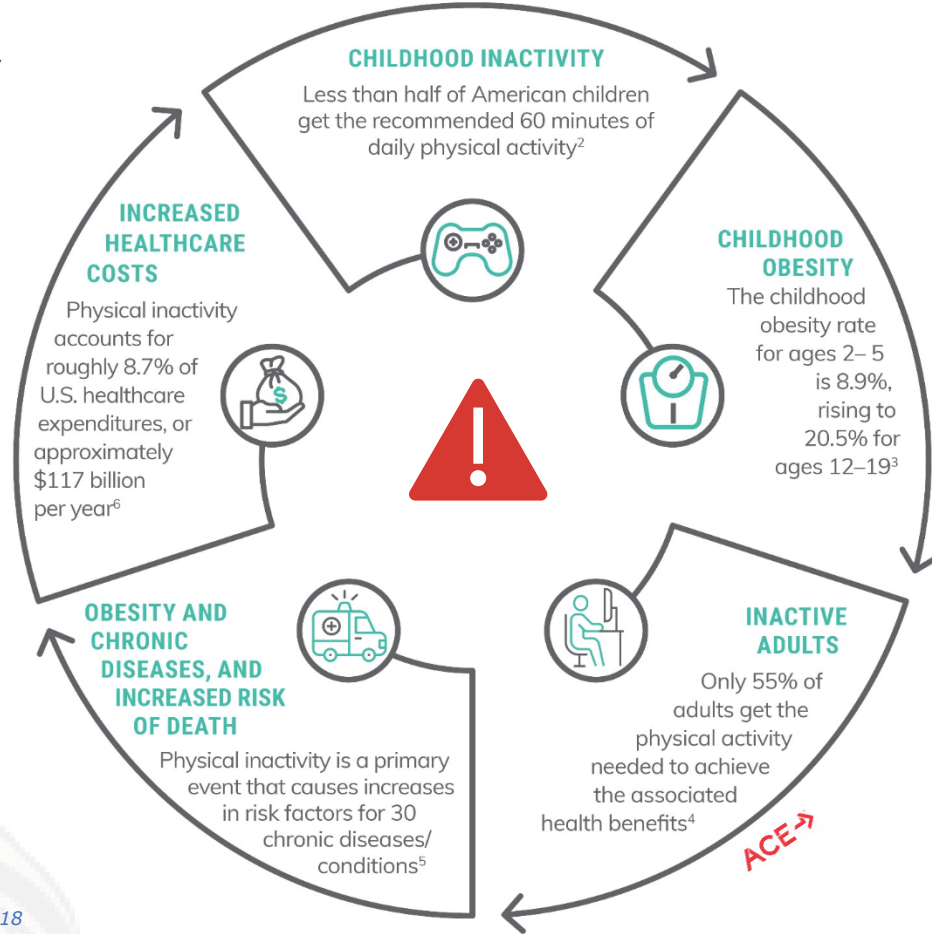 CHILDHOOD INACTIVITY
Less than half of American children
get the recommended 60 minutes of
daily physical activity2
CHILDHOOD
OBESITY
The childhood
obesity rate
for ages 2– 5
is 8.9%,
rising to
20.5% for
ages 12–193
INACTIVE
ADULTS
Only 55% of
adults get the
physical activity
needed to achieve
the associated
health benefits4
ACE
OBESITY AND
CHRONIC
DISEASES, AND
INCREASED RISK
OF DEATH
Physical inactivity is a primary
event that causes increases
in risk factors for 30
chronic diseases/
conditions5
INCREASED
HEALTHCARE
COSTS
Physical inactivity
accounts for
roughly 8.7% of
U.S. healthcare
expenditures, or
approximately
$117 billion
per year6
$
!
18